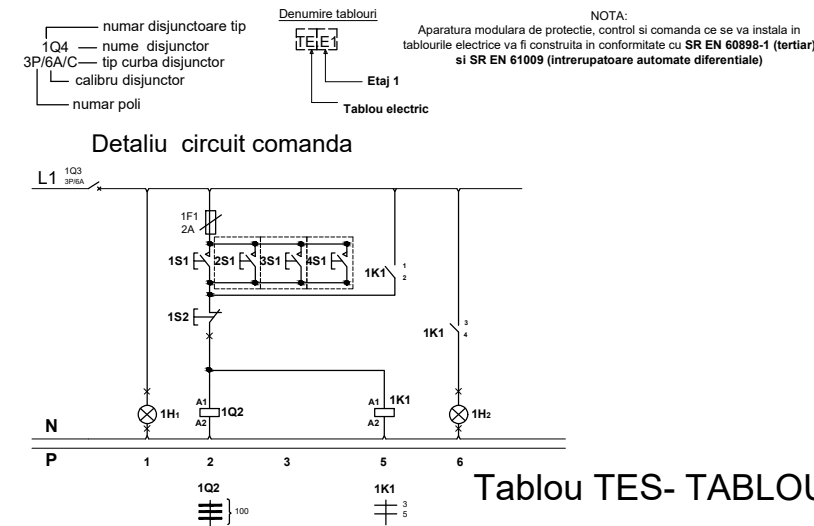 numar disjunctoare tip
1Q4 nume disjunctor
3P/6A/C tip curba disjunctor
calibru disjunctor
numar poli
Denumire tablouri
TE E1
Etaj 1
Tablou electric
NOTA:
Aparatura modulara de protectie, control si comanda ce se va instala in
tablourile electrice va fi construita in conformitate cu SR EN 60898-1 (tertiar)
si SR EN 61009 (intrerupatoare automate diferentiale)
Detaliu circuit comanda
L1 1Q3
3P/6A
1F1
2A
1S1 2S1 3S1 4S1
1K1 1
2
1S2
1K1 3
4
1H1
A1
A2
1Q2
A1 1K1
A2
1H2
N
P 1 2 3 5 6
1Q2
100
1K1
3
5
Tablou TES- TABLOU